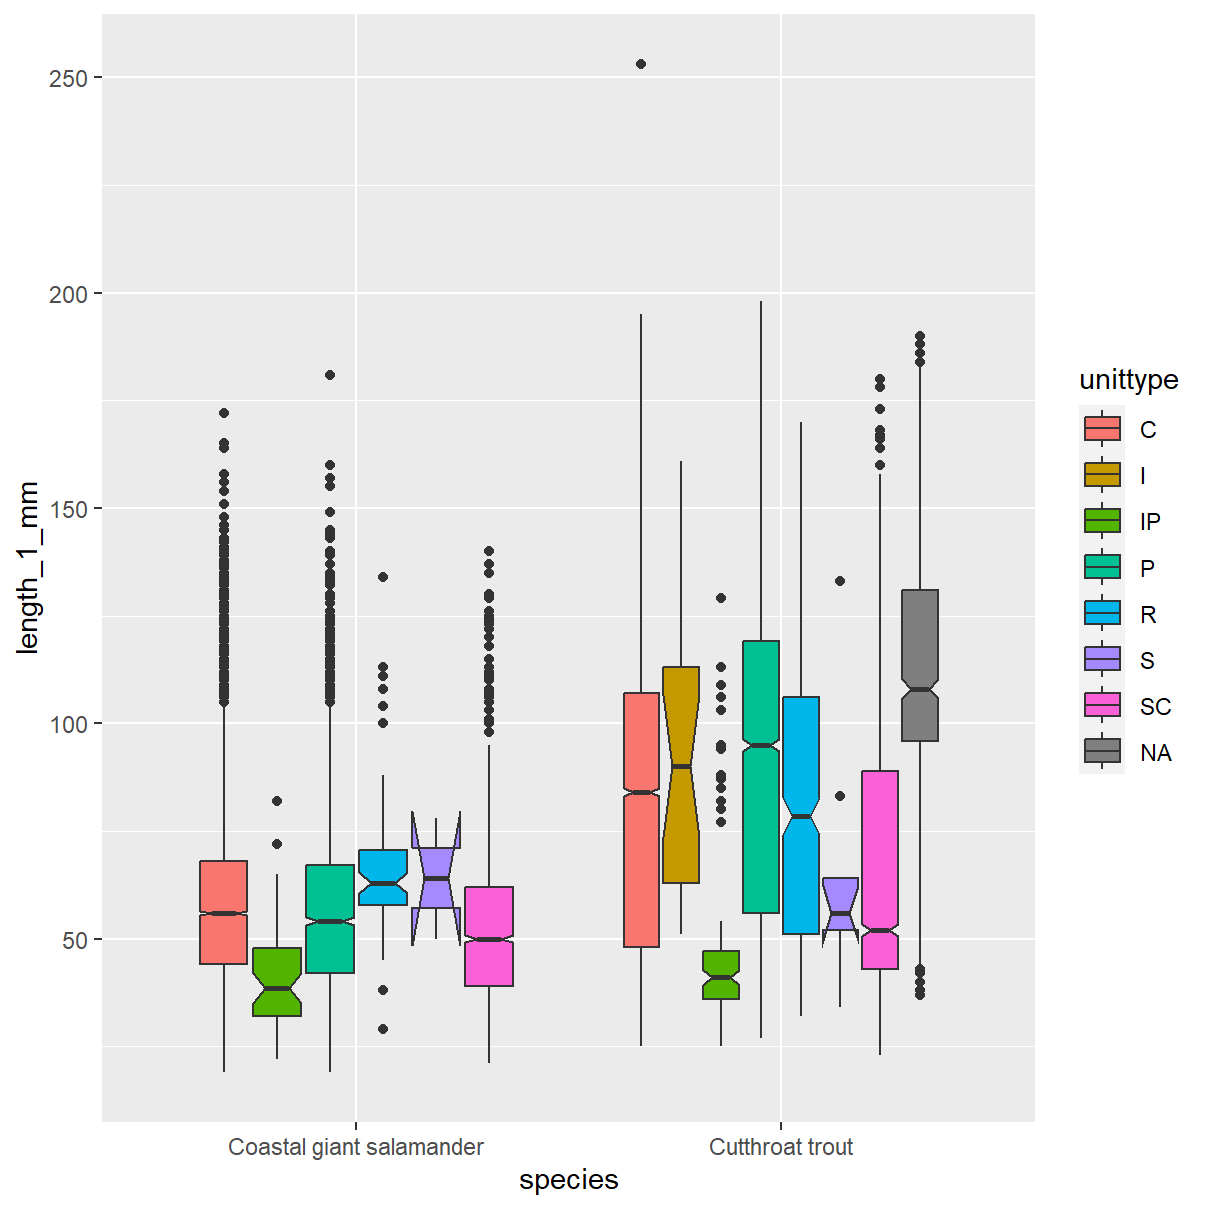 250
200
150
100
50
length_1_mm
Coastal giant salamander
Cutthroat trout
species
unittype
C
I
IP
P
R
S
SC
NA